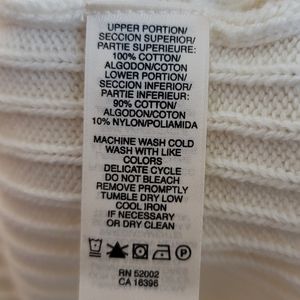 UPPER PORTION/
SECCION SUPERIOR/
PARTIE SUPERIEURE:
100% COTTON/
ALGODON/COTON
LOWER PORTION/
SECCION INFERIOR/
PARTIE INFERIEUR:
90% COTTON/
ALGODON/COTON
10% NYLON/POLIAMIDA
MACHINE WASH COLD
WASH WITH LIKE
COLORS
DELICATE CYCLE
DO NOT BLEACH
REMOVE PROMPTLY
TUMBLE DRY LOW
COOL IRON
IF NECESSARY
OR DRY CLEAN
P
RN 52002
CA 16396